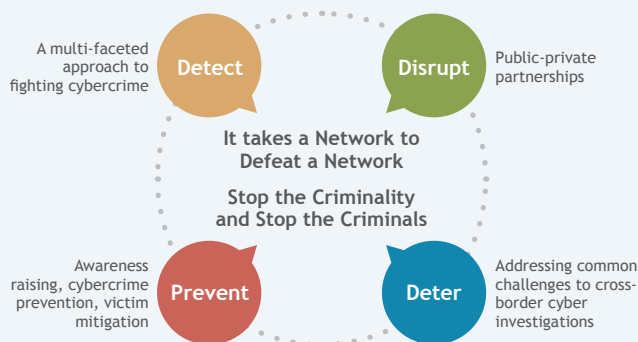 A multi-faceted
approach to
fighting cybercrime
Detect
Disrupt
Public-private
partnerships
It takes a Network to
Defeat a Network
Stop the Criminality
and Stop the Criminals
Awareness
raising, cybercrime
prevention, victim
mitigation
Prevent
Deter
Addressing common
challenges to cross-
border cyber
investigations